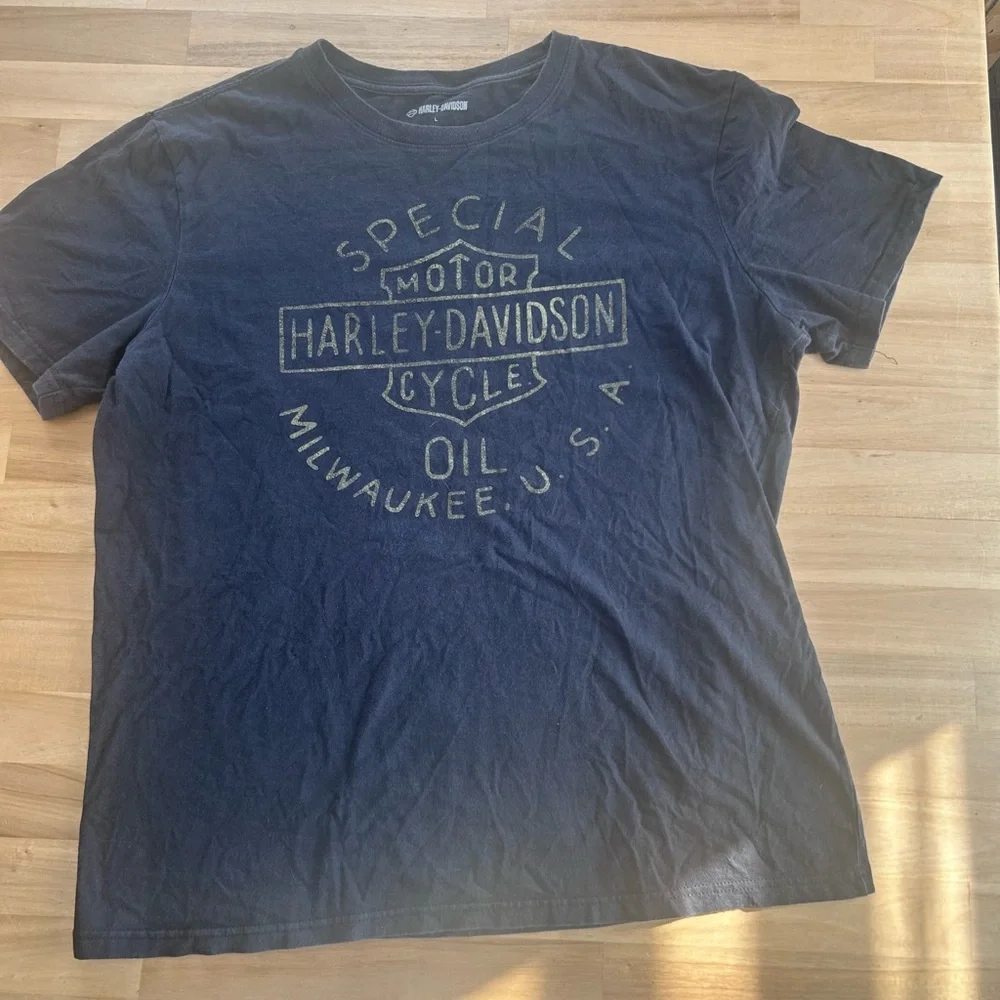 HARLEY-DAVIDSON
L
SPECIAL
MOTOR
HARLEY-DAVIDSON
CYCLE.
OIL
MILWAUKEE, U. S. A.